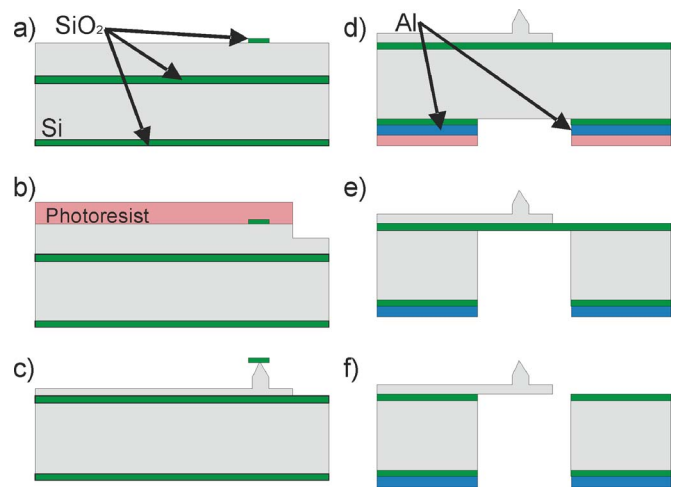 a)
SiO₂
Si
b)
Photoresist
c)
d)
Al
e)
f)